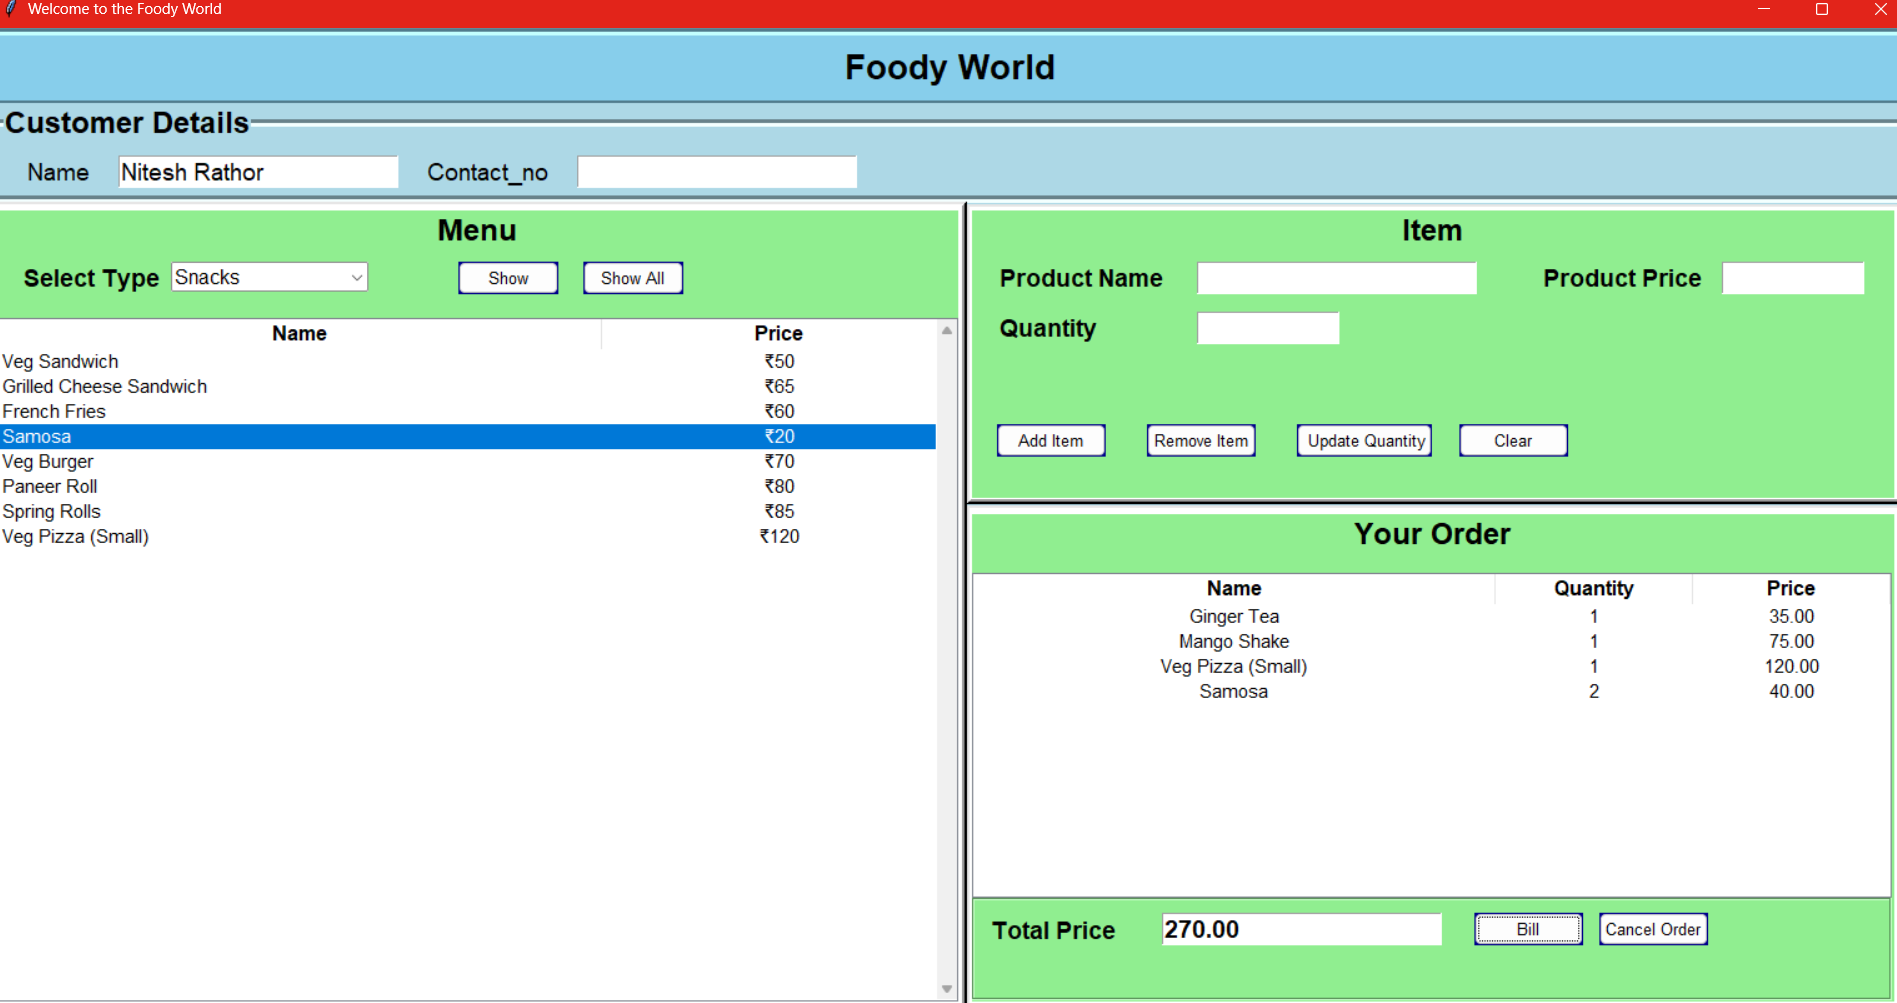 Welcome to the Foody World
Foody World
Customer Details
Name Nitesh Rathor Contact_no
Menu
Select Type Snacks Show Show All
Name Price
Veg Sandwich ₹50
Grilled Cheese Sandwich ₹65
French Fries ₹60
Samosa ₹20
Veg Burger ₹70
Paneer Roll ₹80
Spring Rolls ₹85
Veg Pizza (Small) ₹120
Item
Product Name Product Price
Quantity
Add Item Remove Item Update Quantity Clear
Your Order
Name Quantity Price
Ginger Tea 1 35.00
Mango Shake 1 75.00
Veg Pizza (Small) 1 120.00
Samosa 2 40.00
Total Price 270.00 Bill Cancel Order